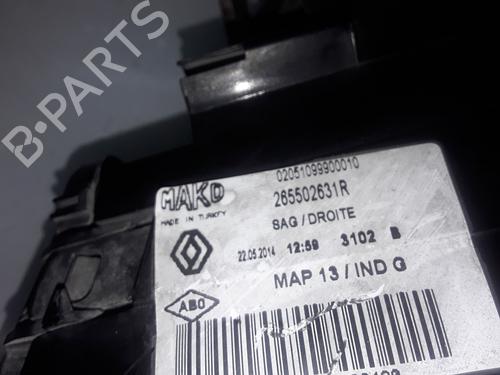 B-PARTS
02051099900010
MAKO
265502631R
MADE IN TURKEY
SAG / DROITE
22.05.2014 12:59 3102 B
MAP 13 / IND G
ABO